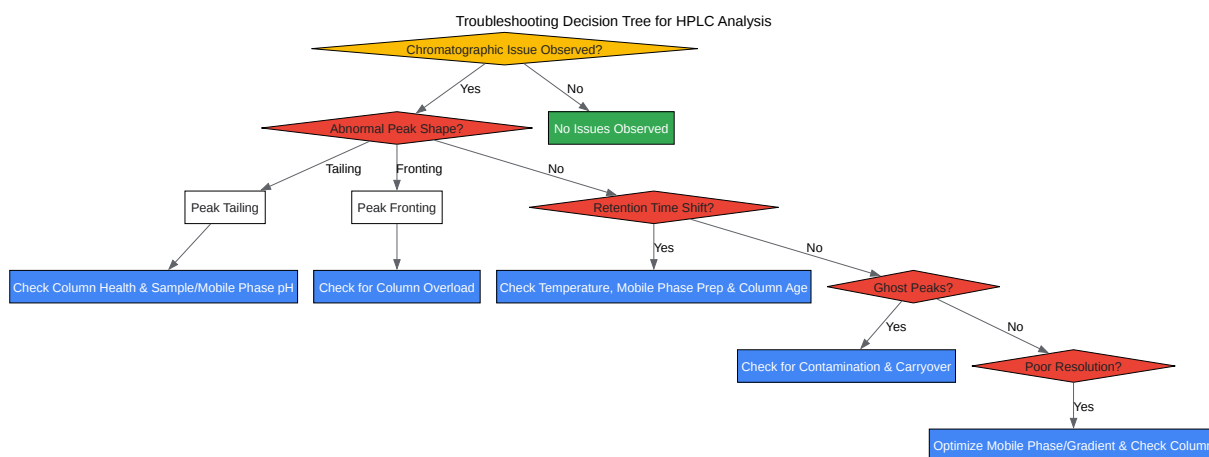 Troubleshooting Decision Tree for HPLC Analysis
Chromatographic Issue Observed?
Yes
No
Abnormal Peak Shape?
No Issues Observed
Tailing
Fronting
No
Peak Tailing
Peak Fronting
Retention Time Shift?
Yes
No
Check Column Health & Sample/Mobile Phase pH
Check for Column Overload
Check Temperature, Mobile Phase Prep & Column Age
Ghost Peaks?
Yes
No
Check for Contamination & Carryover
Poor Resolution?
Yes
Optimize Mobile Phase/Gradient & Check Column